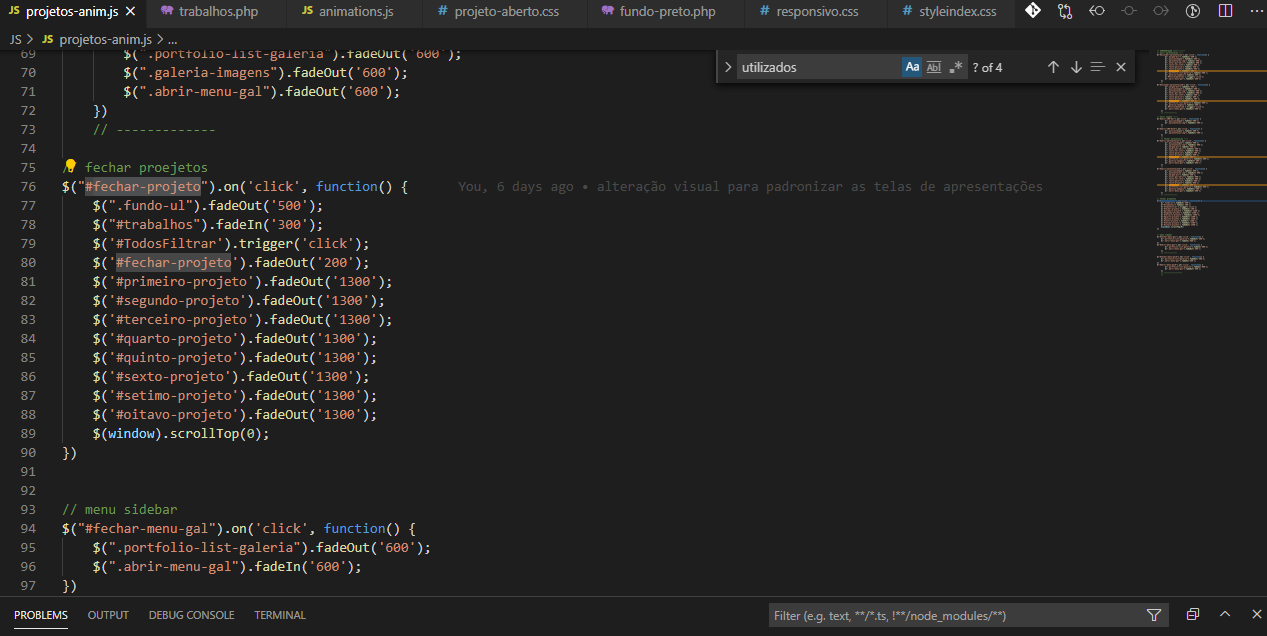 JS projetos-anim.js × trabalhos.php JS animations.js # projeto-aberto.css fundo-preto.php # responsivo.css # styleindex.css ...
JS > JS projetos-anim.js > ...
utilizados Aa Abl .* ? of 4
69 $(".portfolio-list-galeria").fadeOut('600');
70 $(".galeria-imagens").fadeOut('600');
71 $(".abrir-menu-gal").fadeOut('600');
72 })
73 // -------------
74
75 / fechar proejetos
76 $("#fechar-projeto").on('click', function() { You, 6 days ago • alteração visual para padronizar as telas de apresentações
77 $(".fundo-ul").fadeOut('500');
78 $("#trabalhos").fadeIn('300');
79 $('#TodosFiltrar').trigger('click');
80 $('#fechar-projeto').fadeOut('200');
81 $('#primeiro-projeto').fadeOut('1300');
82 $('#segundo-projeto').fadeOut('1300');
83 $('#terceiro-projeto').fadeOut('1300');
84 $('#quarto-projeto').fadeOut('1300');
85 $('#quinto-projeto').fadeOut('1300');
86 $('#sexto-projeto').fadeOut('1300');
87 $('#setimo-projeto').fadeOut('1300');
88 $('#oitavo-projeto').fadeOut('1300');
89 $(window).scrollTop(0);
90 })
91
92
93 // menu sidebar
94 $("#fechar-menu-gal").on('click', function() {
95 $(".portfolio-list-galeria").fadeOut('600');
96 $(".abrir-menu-gal").fadeIn('600');
97 })
PROBLEMS OUTPUT DEBUG CONSOLE TERMINAL Filter (e.g. text, **/*.ts, !**/node_modules/**)